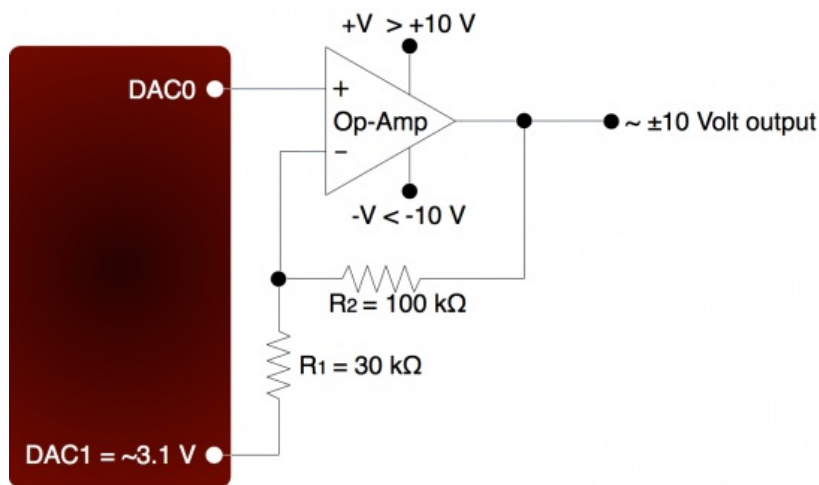 +V > +10 V
DAC0
+
Op-Amp
~ ±10 Volt output
−
-V < -10 V
R2 = 100 kΩ
R1 = 30 kΩ
DAC1 = ~3.1 V